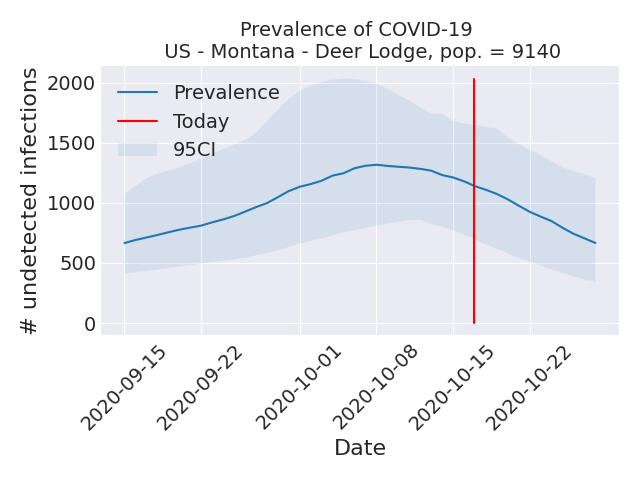 Prevalence of COVID-19
US - Montana - Deer Lodge, pop. = 9140
# undetected infections
2000
1500
1000
500
0
Prevalence
Today
95CI
2020-09-15
2020-09-22
2020-10-01
2020-10-08
2020-10-15
2020-10-22
Date